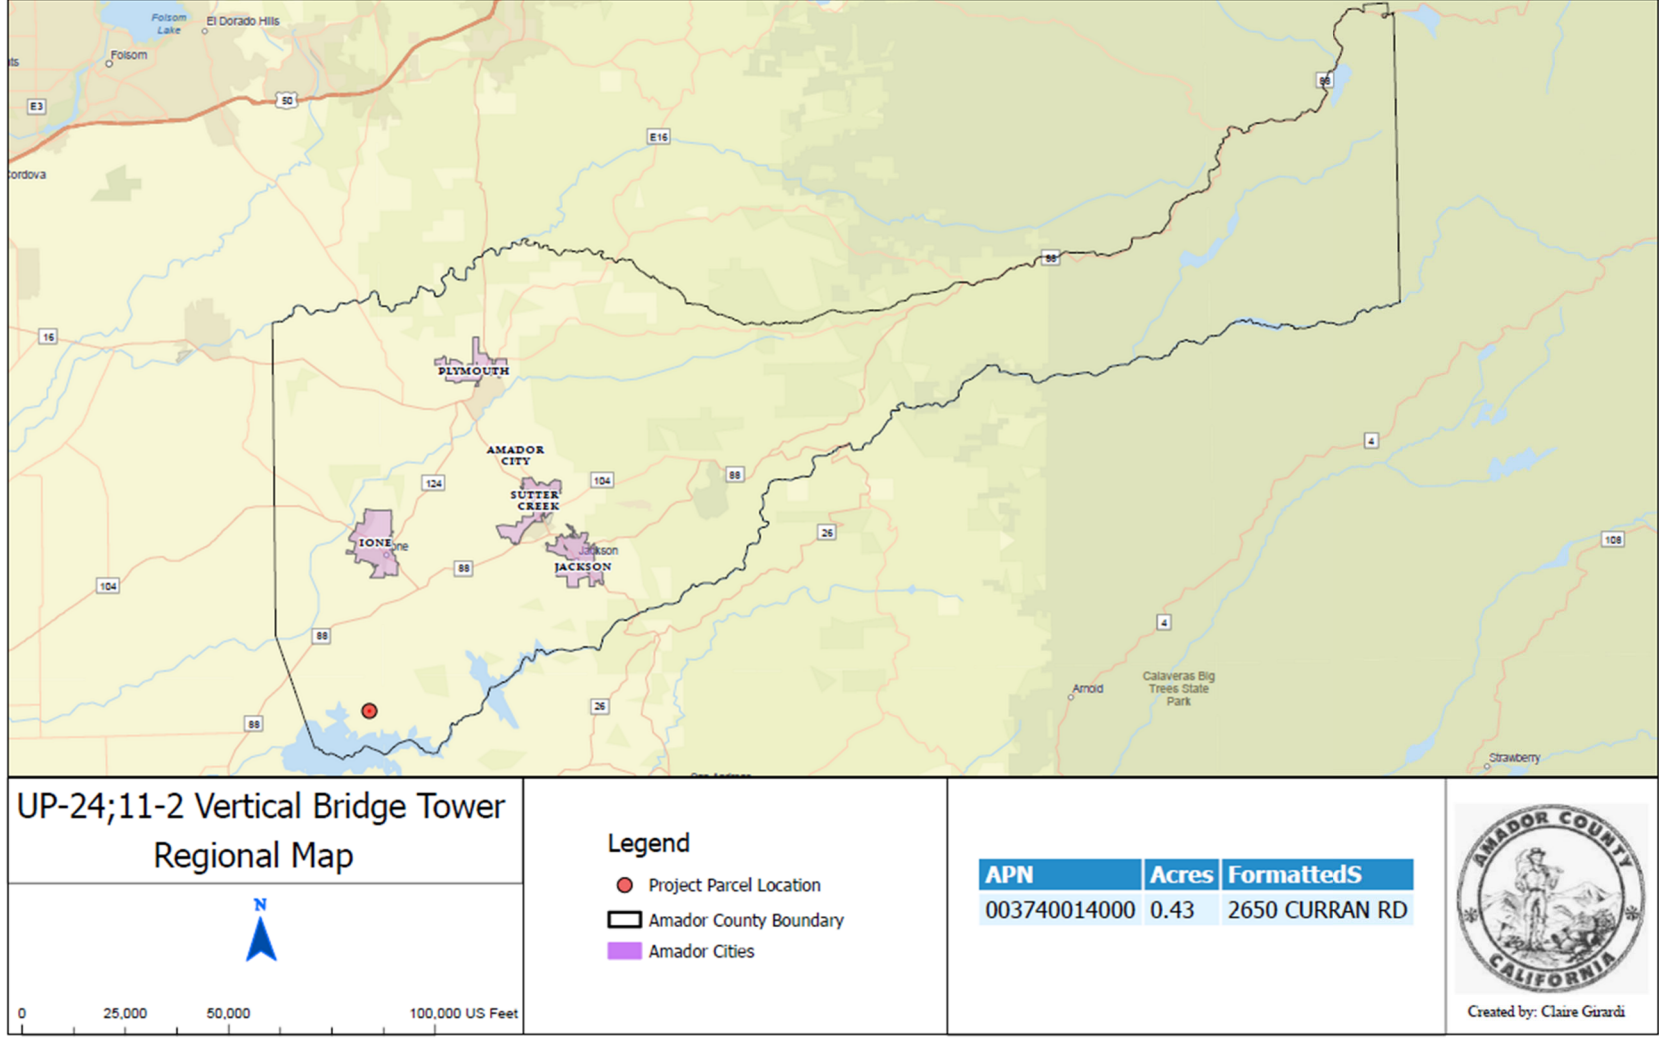 Folsom
Lake
El Dorado Hills
Folsom
ts
E3
50
E16
88
Cordova
88
16
PLYMOUTH
AMADOR
CITY
124
SUTTER
CREEK
104
88
4
IONE
one
Jackson
JACKSON
26
108
88
104
88
4
Calaveras Big
Trees State
Park
Arnold
26
88
Strawberry
UP-24;11-2 Vertical Bridge Tower
Regional Map
N
0 25,000 50,000 100,000 US Feet
Legend
Project Parcel Location
Amador County Boundary
Amador Cities
APN Acres FormattedS
003740014000 0.43 2650 CURRAN RD
AMADOR COUNTY
CALIFORNIA
Created by: Claire Girardi